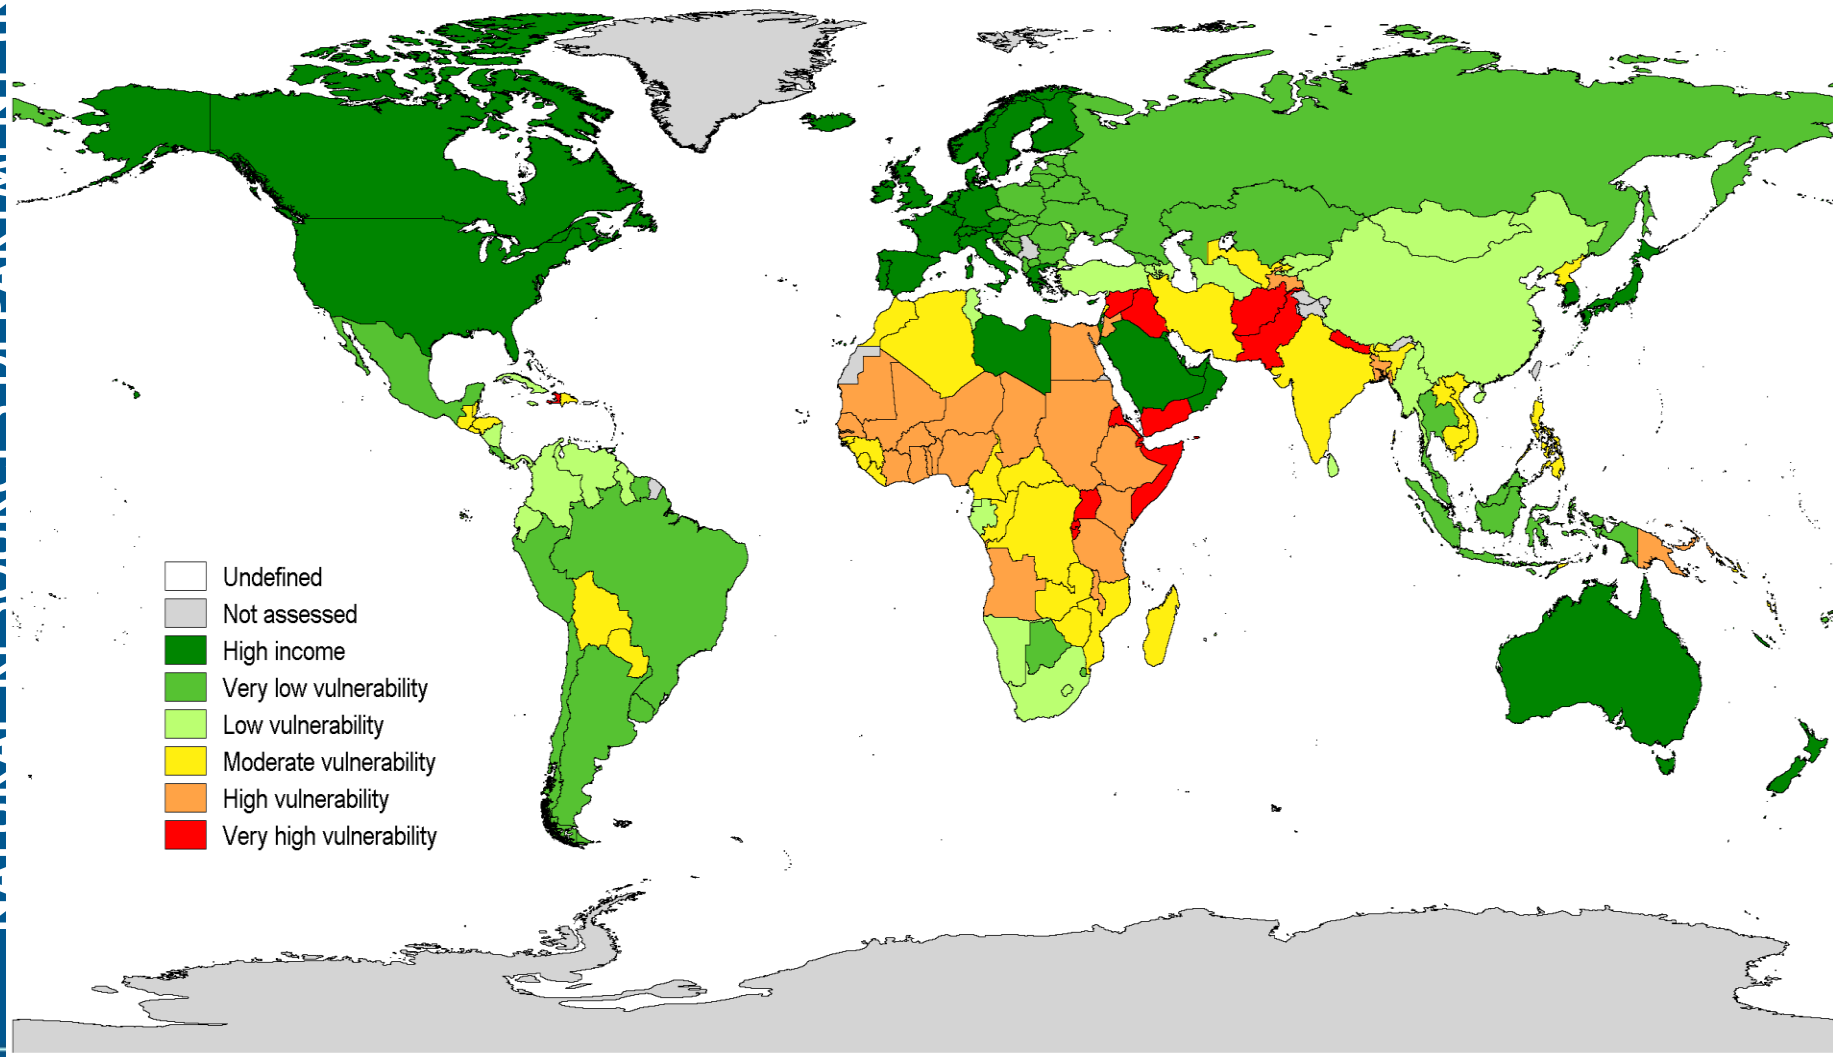 Undefined
Not assessed
High income
Very low vulnerability
Low vulnerability
Moderate vulnerability
High vulnerability
Very high vulnerability